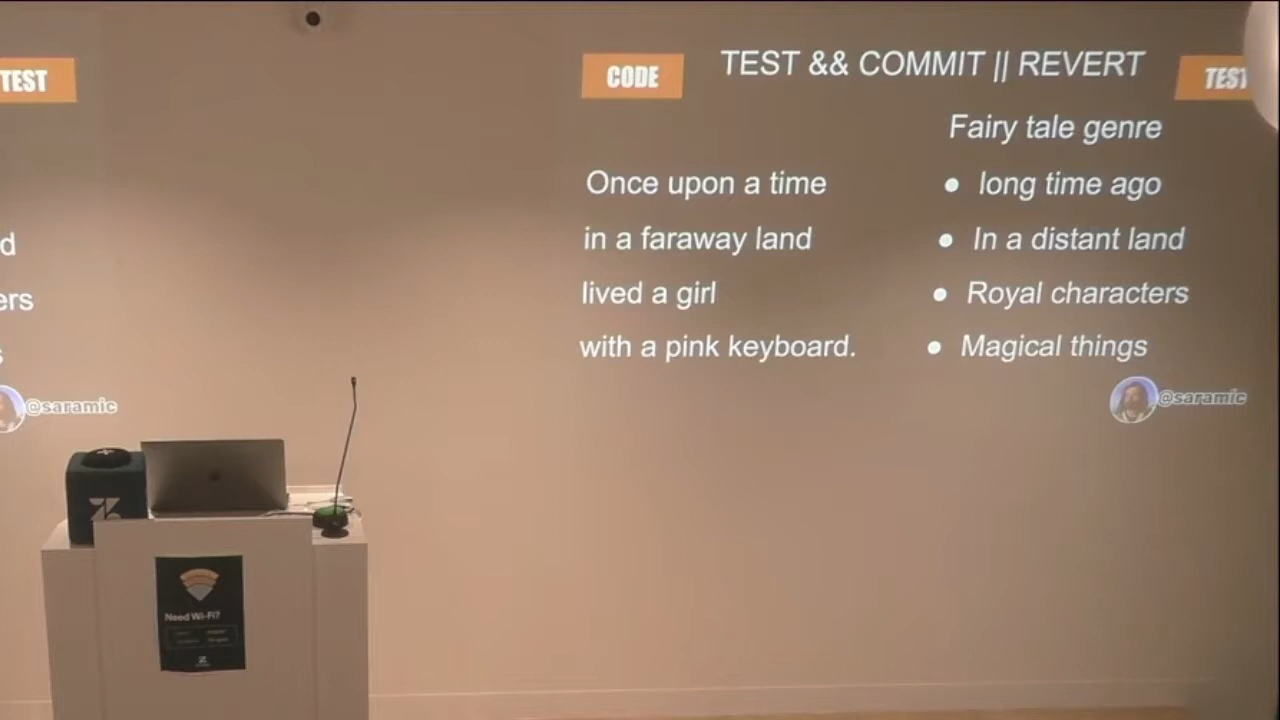 TEST
d
ers
s
@saramic
CODE
TEST && COMMIT || REVERT
TEST
Fairy tale genre
Once upon a time
• long time ago
in a faraway land
• In a distant land
lived a girl
• Royal characters
with a pink keyboard.
• Magical things
@saramic
Need Wi-Fi?